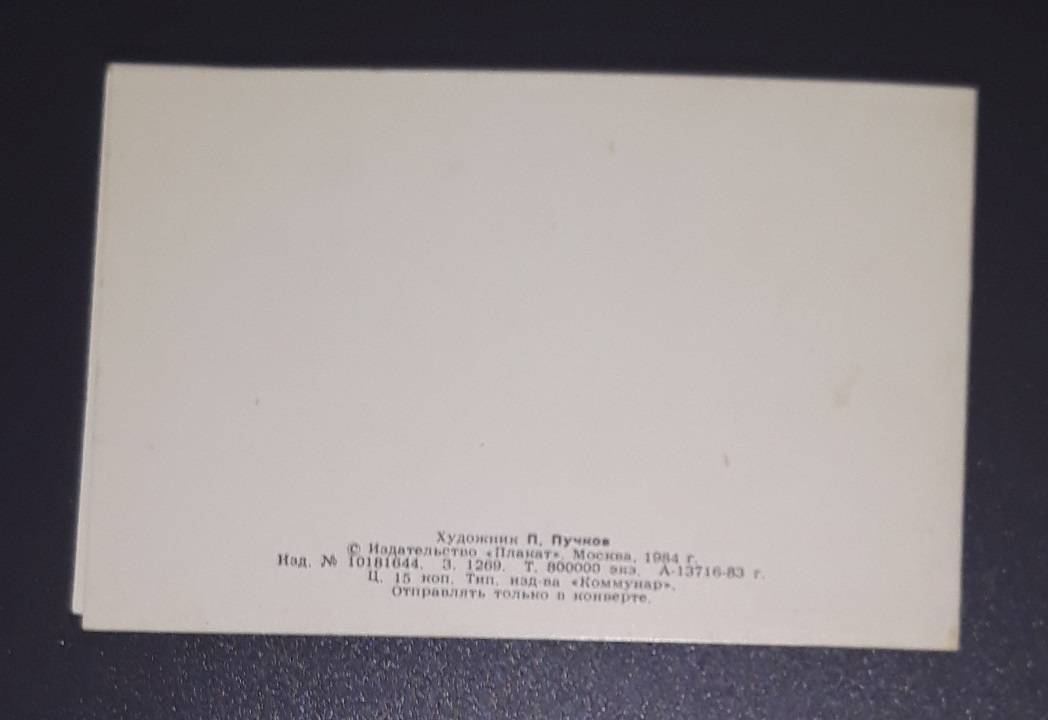 Художник П. Пучков
© Издательство «Плакат». Москва, 1984 г.
Изд. № 10181644. З. 1269. Т. 800000 экз. А-13716-83 г.
Ц. 15 коп. Тип. изд-ва «Коммунар».
Отправлять только в конверте.